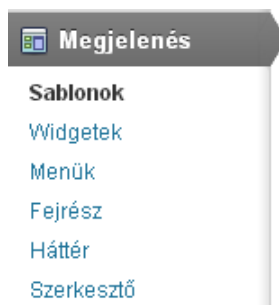 Megjelenés
Sablonok
Widgetek
Menük
Fejrész
Háttér
Szerkesztő